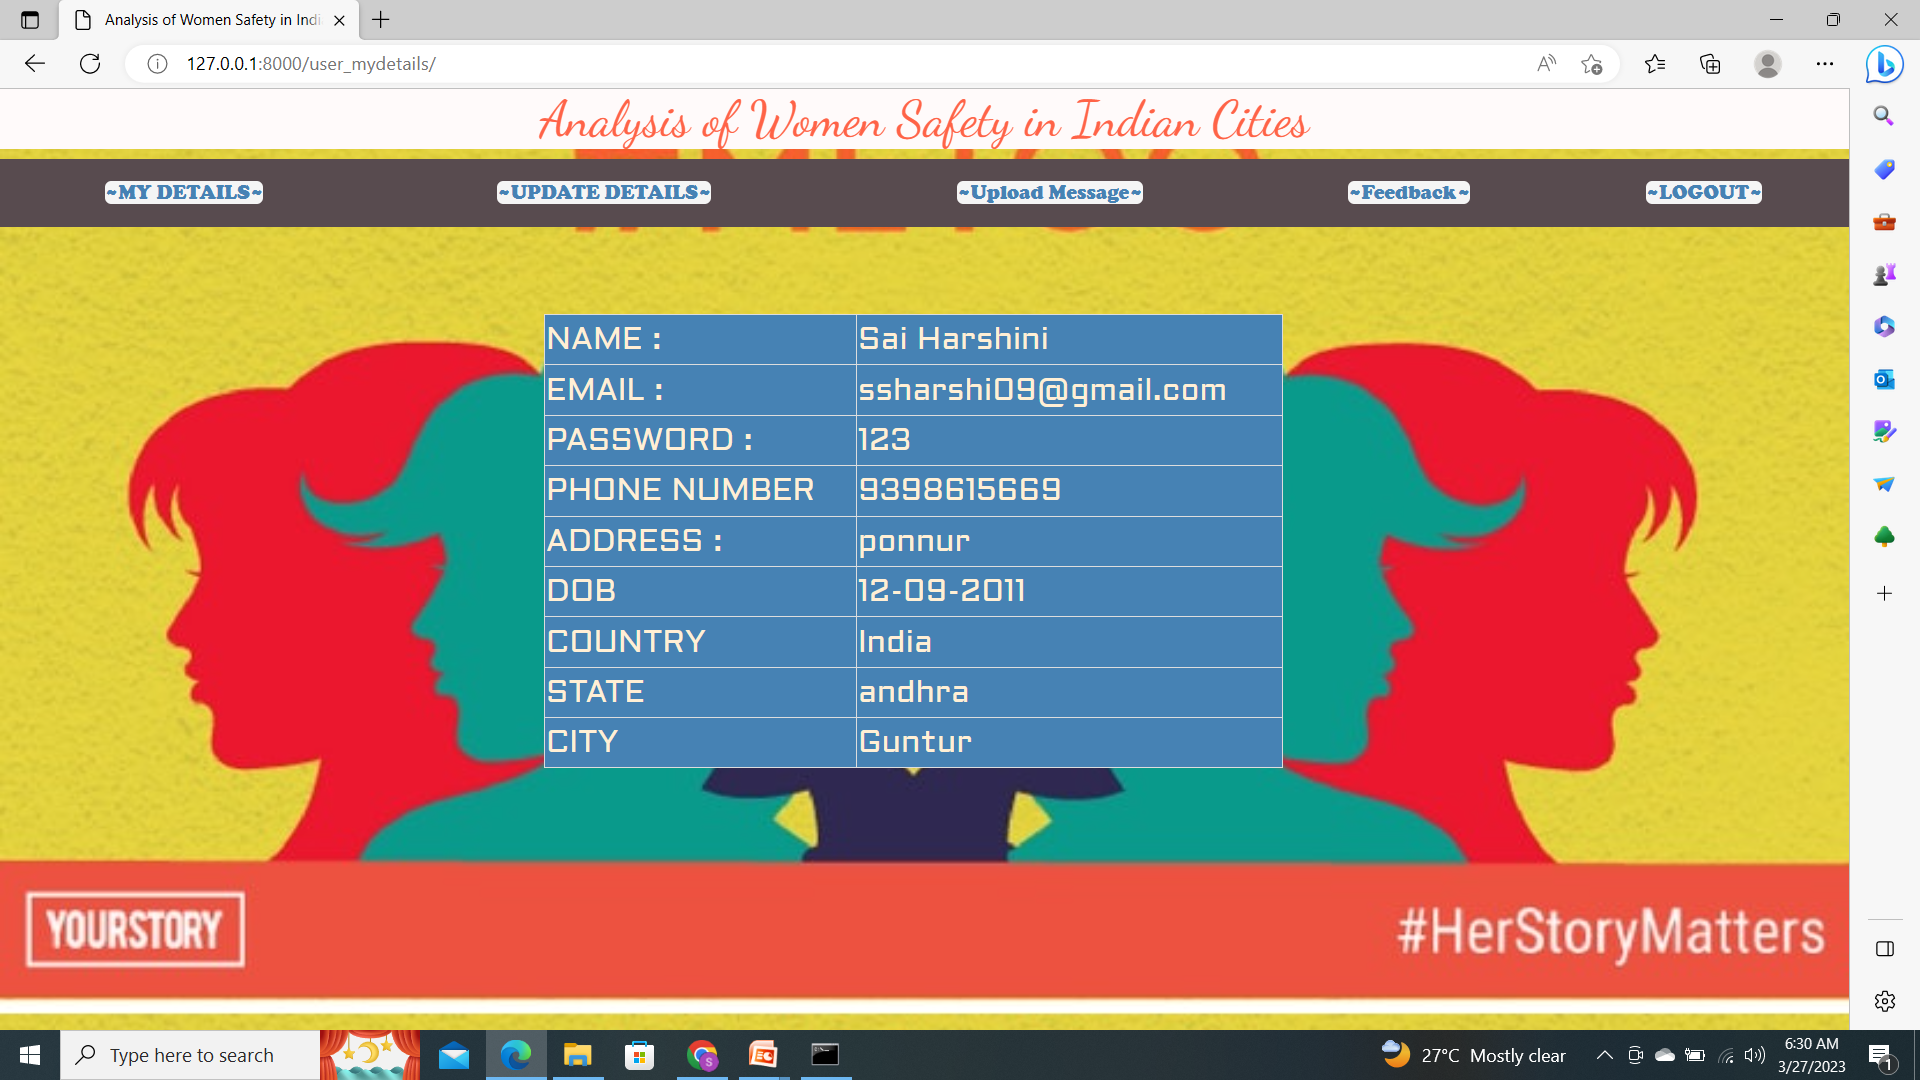 Analysis of Women Safety in Indi
127.0.0.1:8000/user_mydetails/
Analysis of Women Safety in Indian Cities
~MY DETAILS~ ~UPDATE DETAILS~ ~Upload Message~ ~Feedback~ ~LOGOUT~
NAME : Sai Harshini
EMAIL : ssharshi09@gmail.com
PASSWORD : 123
PHONE NUMBER 9398615669
ADDRESS : ponnur
DOB 12-09-2011
COUNTRY India
STATE andhra
CITY Guntur
YOURSTORY #HerStoryMatters
Type here to search 27°C Mostly clear 6:30 AM
3/27/2023 1